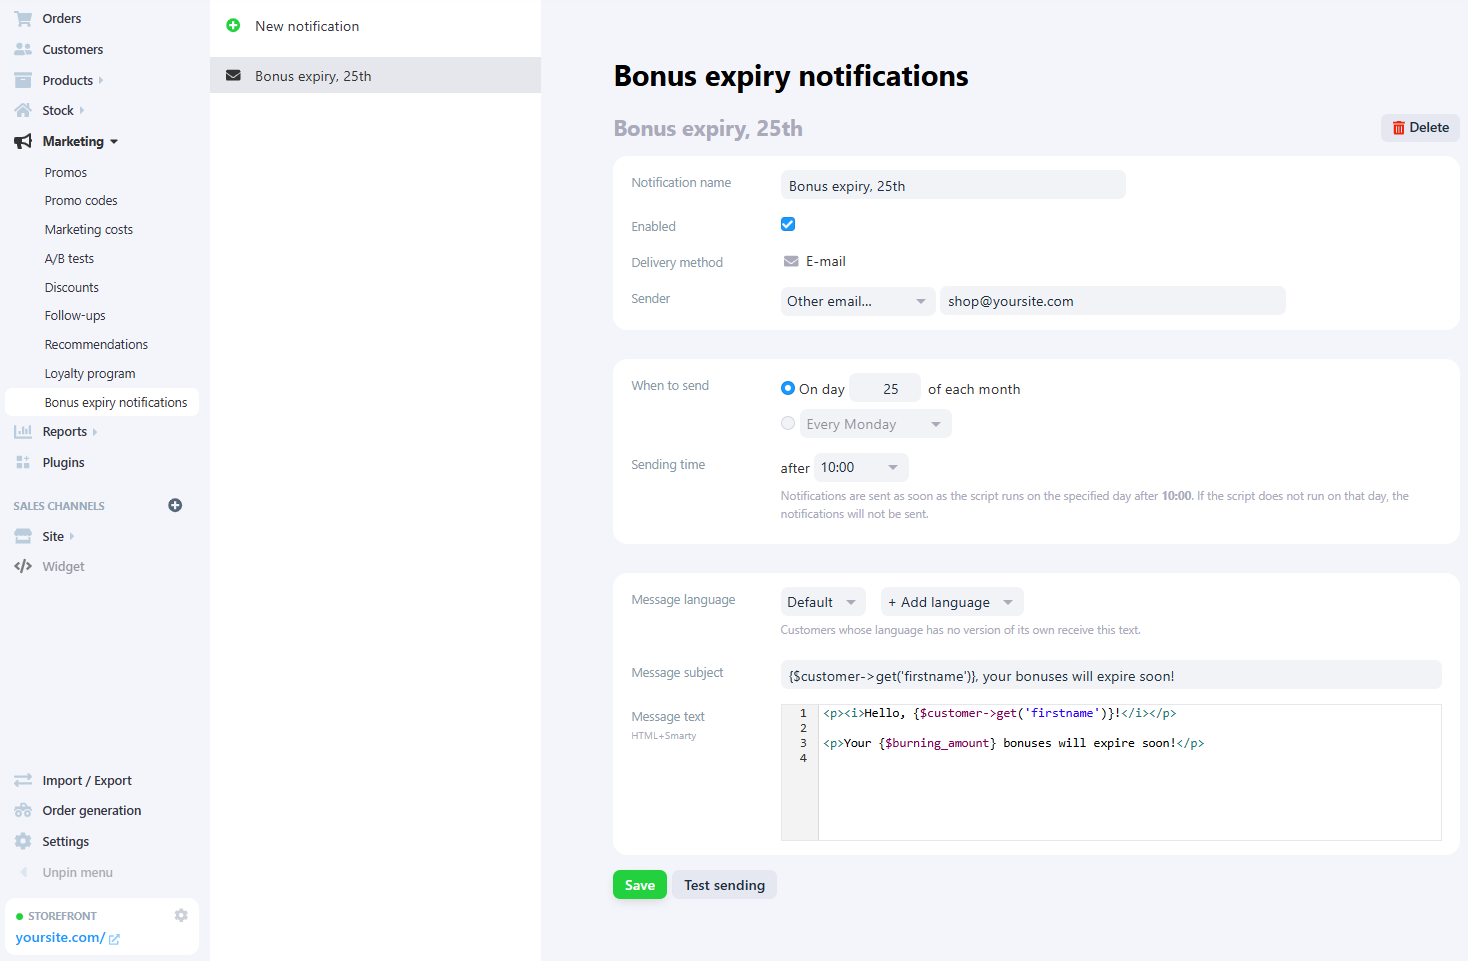 Orders
Customers
Products
Stock
Marketing
Promos
Promo codes
Marketing costs
A/B tests
Discounts
Follow-ups
Recommendations
Loyalty program
Bonus expiry notifications
Reports
Plugins
SALES CHANNELS
Site
Widget
Import / Export
Order generation
Settings
Unpin menu
STOREFRONT
yoursite.com/
New notification
Bonus expiry, 25th
Bonus expiry notifications
Bonus expiry, 25th
Delete
Notification name Bonus expiry, 25th
Enabled
Delivery method E-mail
Sender Other email... shop@yoursite.com
When to send On day 25 of each month
Every Monday
Sending time after 10:00
Notifications are sent as soon as the script runs on the specified day after 10:00. If the script does not run on that day, the
notifications will not be sent.
Message language Default + Add language
Customers whose language has no version of its own receive this text.
Message subject {$customer->get('firstname')}, your bonuses will expire soon!
Message text
HTML+Smarty
1 <p><i>Hello, {$customer->get('firstname')}!</i></p>
2
3 <p>Your {$burning_amount} bonuses will expire soon!</p>
4
Save Test sending